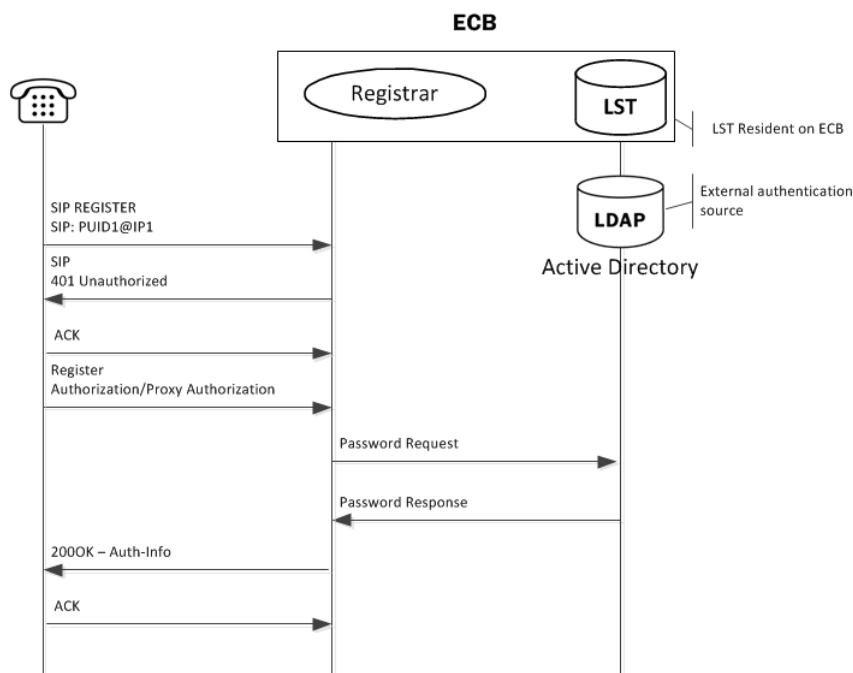 ECB
Registrar
LST
LST Resident on ECB
External authentication
source
LDAP
Active Directory
SIP REGISTER
SIP: PUID1@IP1
SIP
401 Unauthorized
ACK
Register
Authorization/Proxy Authorization
Password Request
Password Response
200OK – Auth-Info
ACK